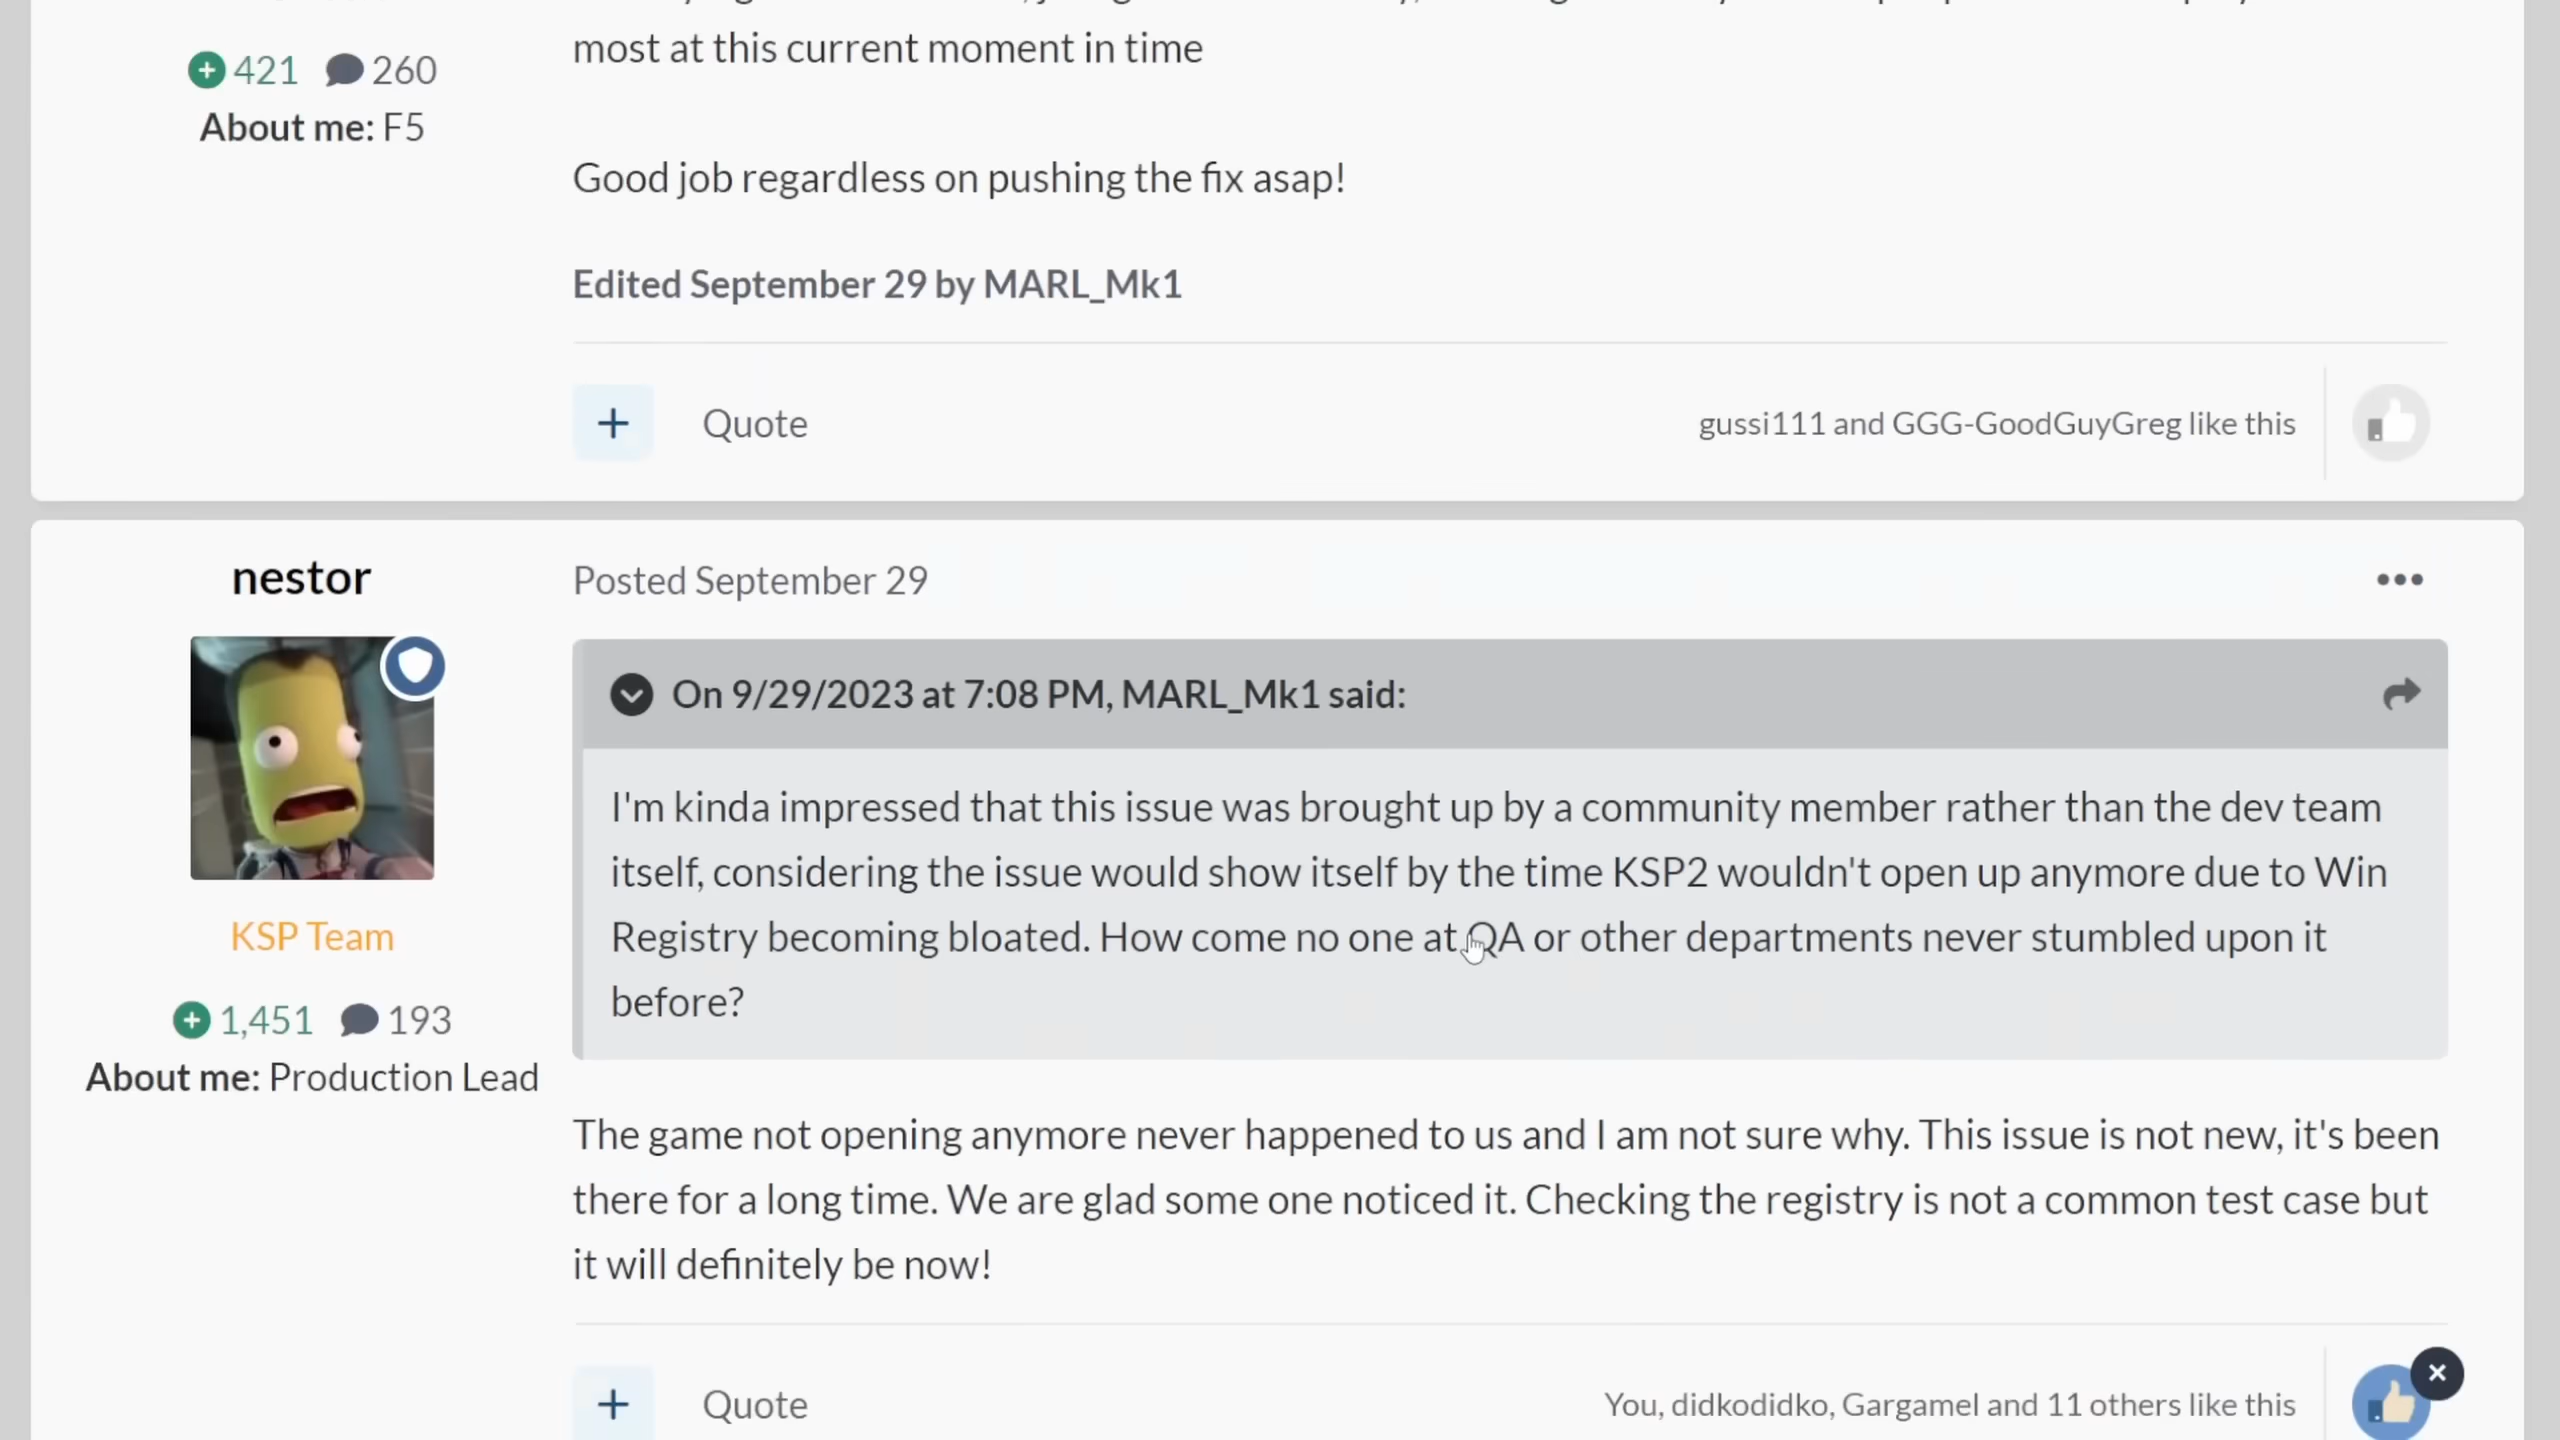 421 260
About me: F5
most at this current moment in time
Good job regardless on pushing the fix asap!
Edited September 29 by MARL_Mk1
+ Quote
gussi111 and GGG-GoodGuyGreg like this
nestor
KSP Team
1,451 193
About me: Production Lead
Posted September 29
On 9/29/2023 at 7:08 PM, MARL_Mk1 said:
I'm kinda impressed that this issue was brought up by a community member rather than the dev team
itself, considering the issue would show itself by the time KSP2 wouldn't open up anymore due to Win
Registry becoming bloated. How come no one at QA or other departments never stumbled upon it
before?
The game not opening anymore never happened to us and I am not sure why. This issue is not new, it's been
there for a long time. We are glad some one noticed it. Checking the registry is not a common test case but
it will definitely be now!
+ Quote
You, didkodidko, Gargamel and 11 others like this